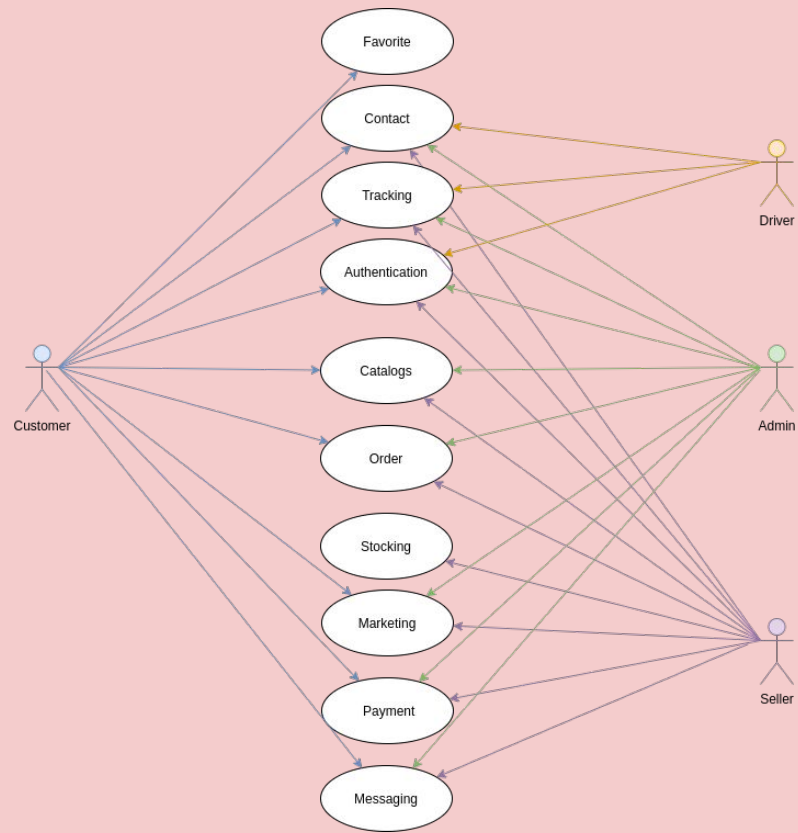 Favorite
Contact
Tracking
Driver
Authentication
Catalogs
Customer
Admin
Order
Stocking
Marketing
Seller
Payment
Messaging